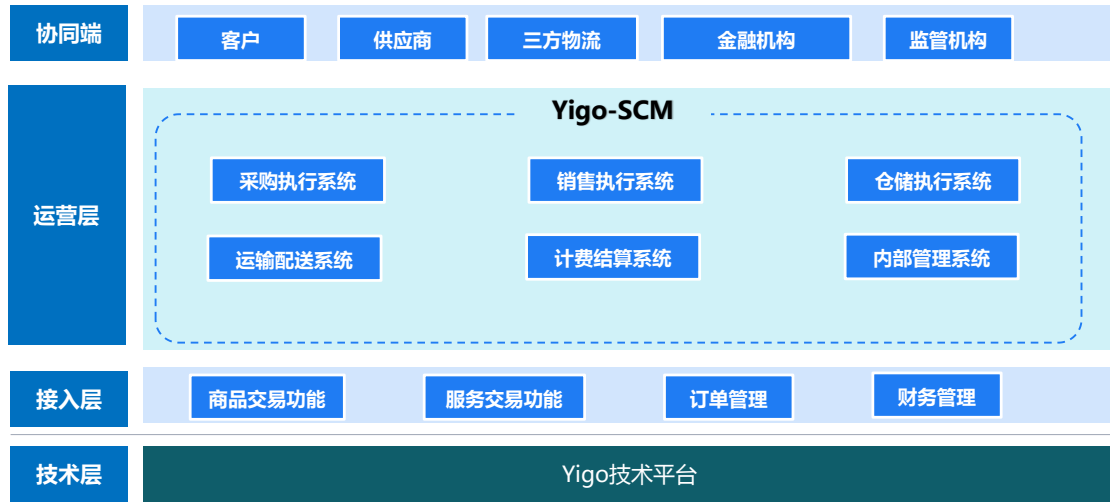 协同端
客户
供应商
三方物流
金融机构
监管机构
运营层
Yigo-SCM
采购执行系统
销售执行系统
仓储执行系统
运输配送系统
计费结算系统
内部管理系统
接入层
商品交易功能
服务交易功能
订单管理
财务管理
技术层
Yigo技术平台